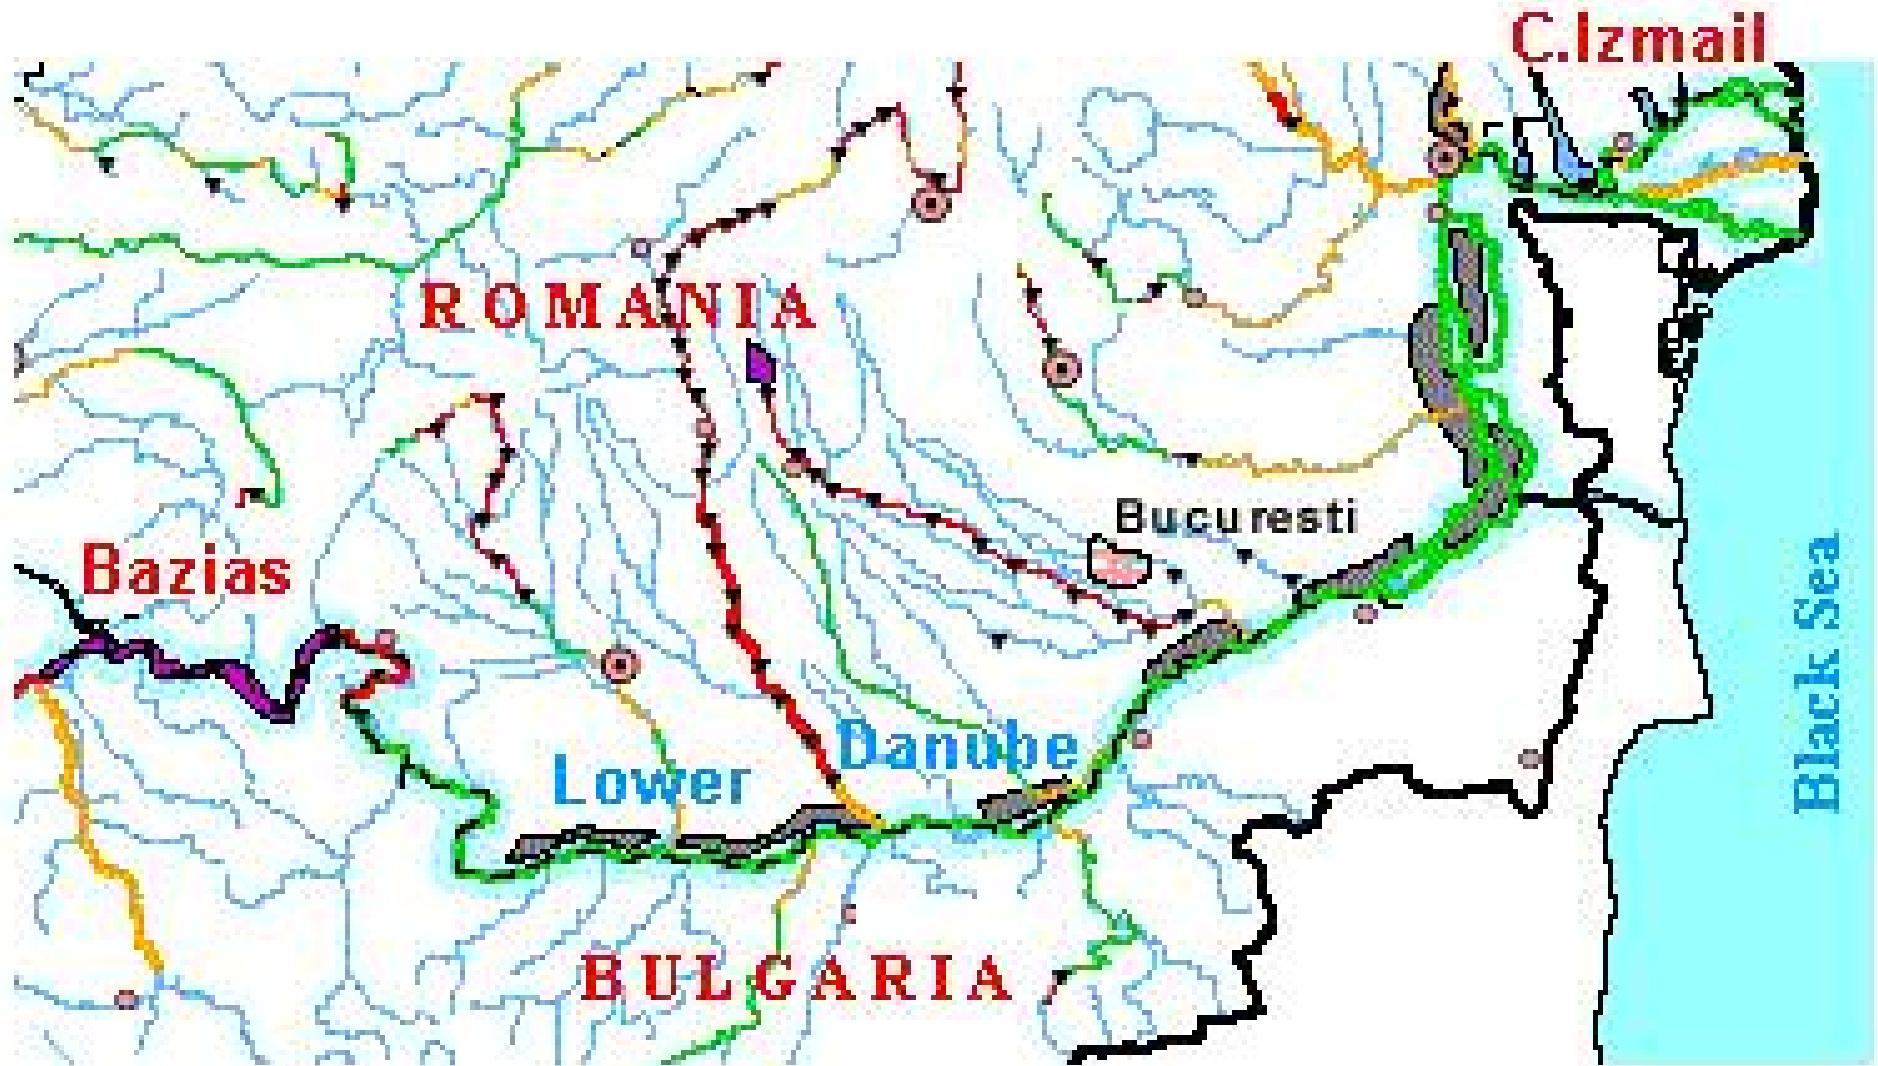 C.Izmail
ROMANIA
Bucuresti
Bazias
Black Sea
Lower Danube
BULGARIA